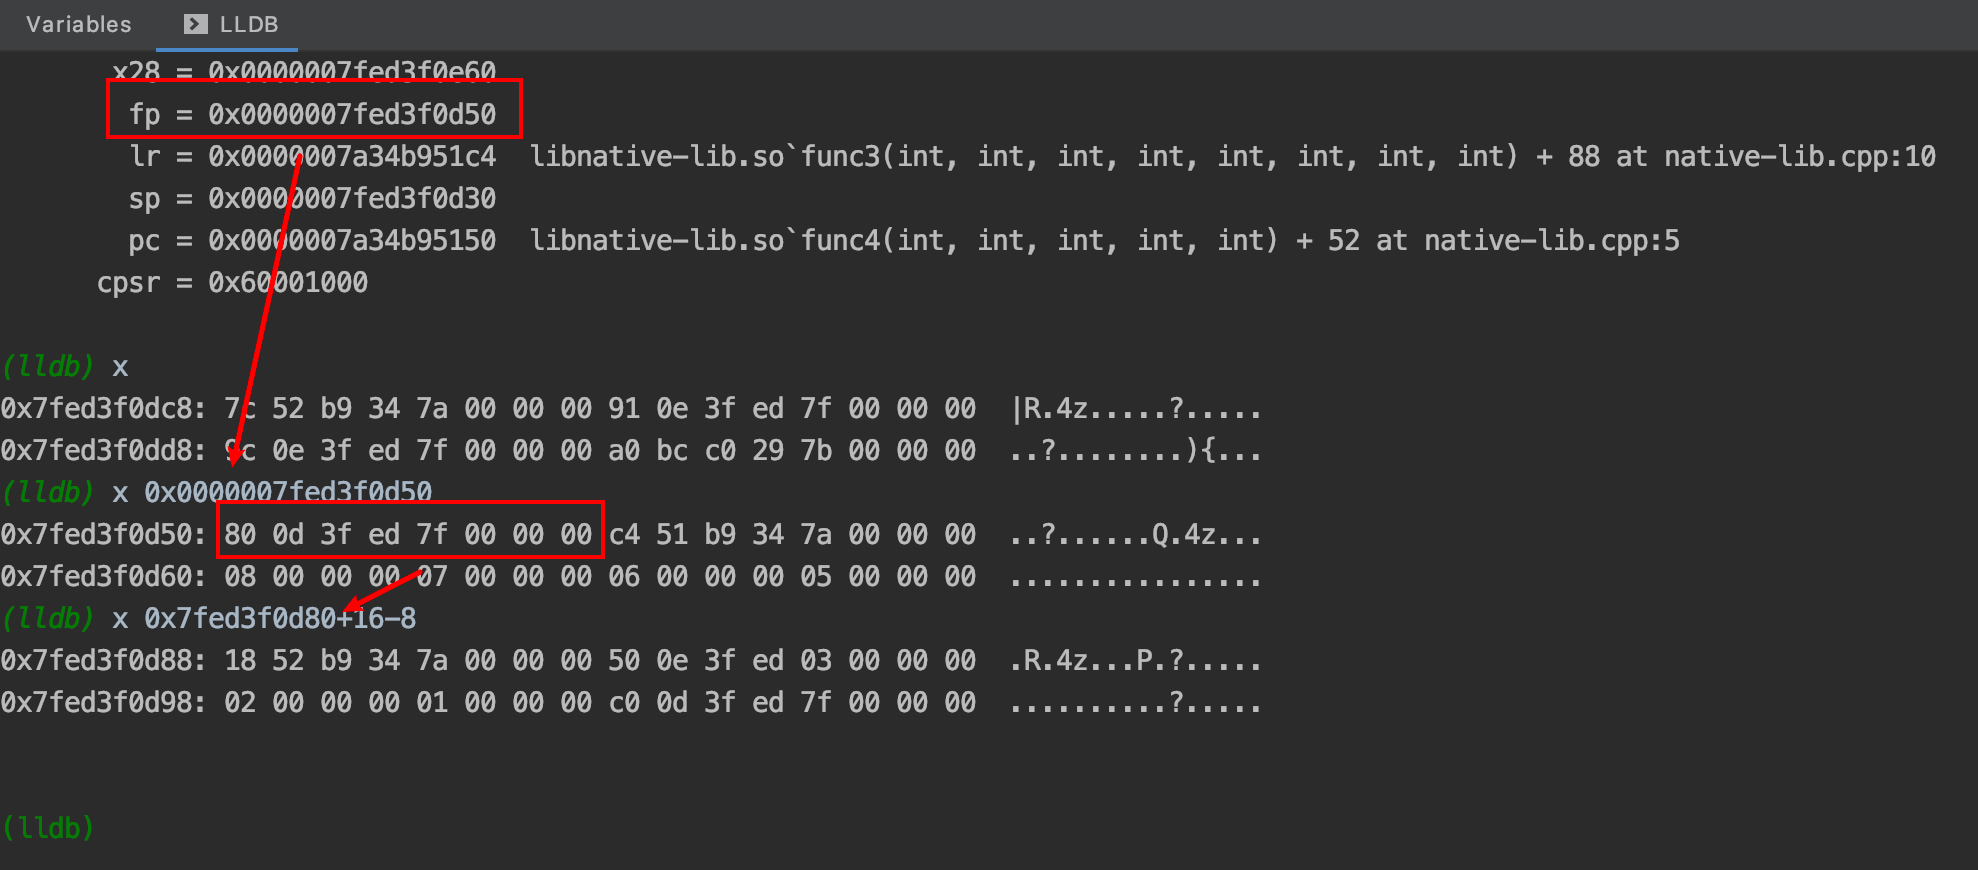 Variables LLDB
x28 = 0x0000007fed3f0e60
fp = 0x0000007fed3f0d50
lr = 0x0000007a34b951c4 libnative-lib.so`func3(int, int, int, int, int, int, int, int) + 88 at native-lib.cpp:10
sp = 0x0000007fed3f0d30
pc = 0x0000007a34b95150 libnative-lib.so`func4(int, int, int, int, int) + 52 at native-lib.cpp:5
cpsr = 0x60001000
(lldb) x
0x7fed3f0dc8: 7c 52 b9 34 7a 00 00 00 91 0e 3f ed 7f 00 00 00 |R.4z.....?.....
0x7fed3f0dd8: 9c 0e 3f ed 7f 00 00 00 a0 bc c0 29 7b 00 00 00 ..?........){...
(lldb) x 0x0000007fed3f0d50
0x7fed3f0d50: 80 0d 3f ed 7f 00 00 00 c4 51 b9 34 7a 00 00 00 ..?......Q.4z...
0x7fed3f0d60: 08 00 00 00 07 00 00 00 06 00 00 00 05 00 00 00 ................
(lldb) x 0x7fed3f0d80+16-8
0x7fed3f0d88: 18 52 b9 34 7a 00 00 00 50 0e 3f ed 03 00 00 00 .R.4z...P.?.....
0x7fed3f0d98: 02 00 00 00 01 00 00 00 c0 0d 3f ed 7f 00 00 00 ..........?.....
(lldb)